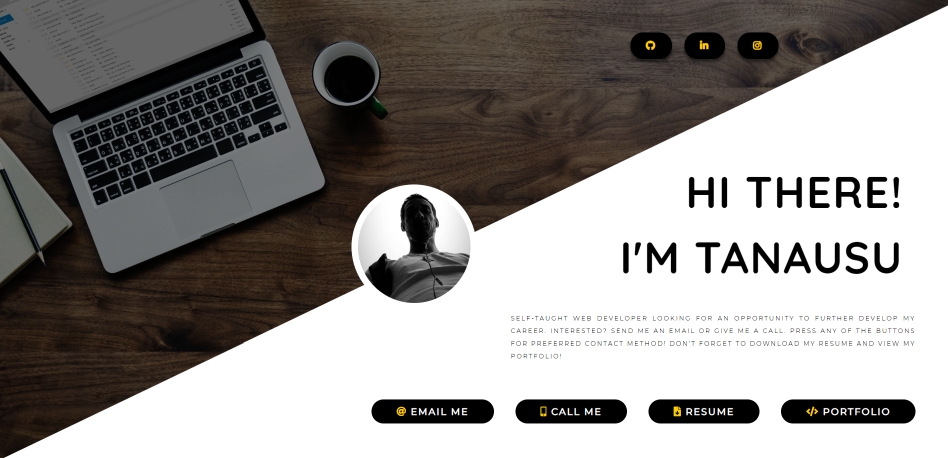 HI THERE!
I'M TANAUSU
SELF-TAUGHT WEB DEVELOPER LOOKING FOR AN OPPORTUNITY TO FURTHER DEVELOP MY
CAREER. INTERESTED? SEND ME AN EMAIL OR GIVE ME A CALL. PRESS ANY OF THE BUTTONS
FOR PREFERRED CONTACT METHOD! DON'T FORGET TO DOWNLOAD MY RESUME AND VIEW MY
PORTFOLIO!
EMAIL ME
CALL ME
RESUME
PORTFOLIO